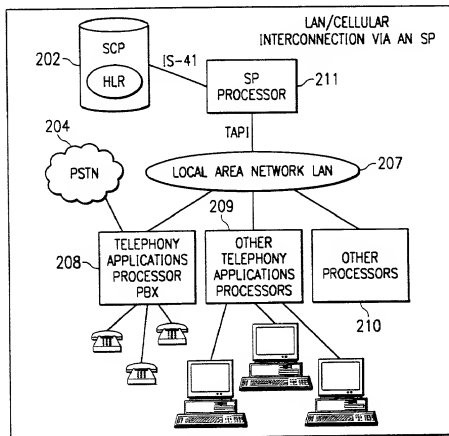 LAN/CELLULAR
INTERCONNECTION VIA AN SP
202
SCP
HLR
IS-41
SP
PROCESSOR
211
TAPI
204
PSTN
LOCAL AREA NETWORK LAN
207
209
208
TELEPHONY
APPLICATIONS
PROCESSOR
PBX
OTHER
TELEPHONY
APPLICATIONS
PROCESSORS
OTHER
PROCESSORS
210